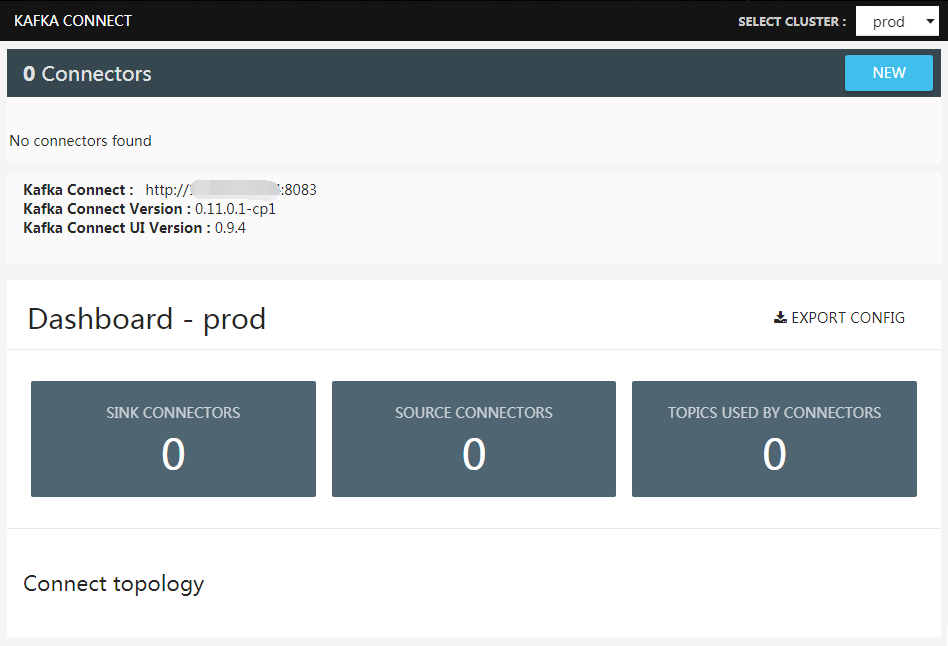 KAFKA CONNECT
SELECT CLUSTER : prod
0 Connectors
NEW
No connectors found
Kafka Connect : http:// :8083
Kafka Connect Version : 0.11.0.1-cp1
Kafka Connect UI Version : 0.9.4
Dashboard - prod
EXPORT CONFIG
SINK CONNECTORS
0
SOURCE CONNECTORS
0
TOPICS USED BY CONNECTORS
0
Connect topology